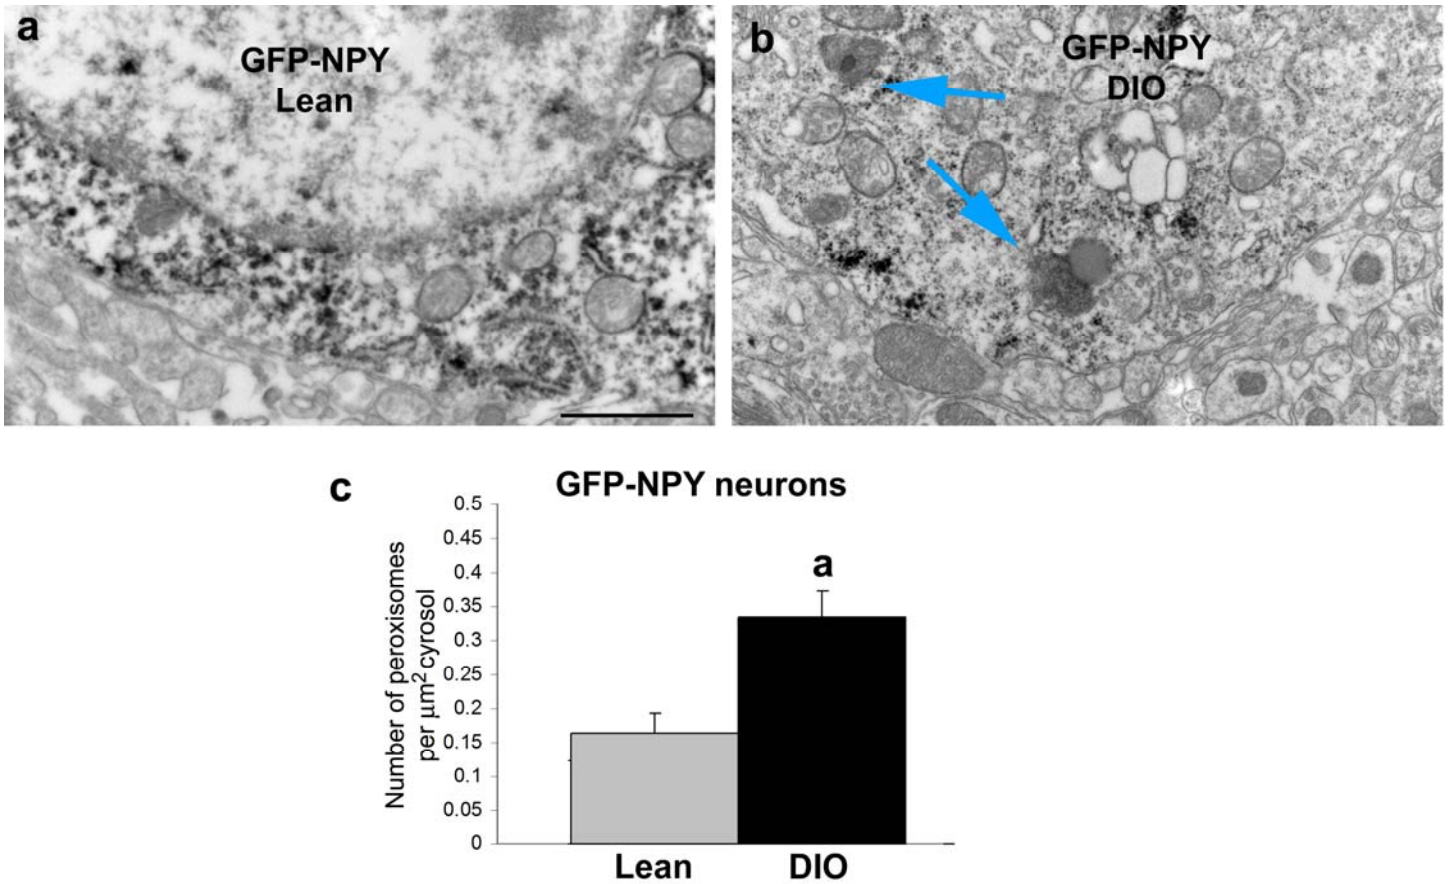 a
GFP-NPY
Lean
b
GFP-NPY
DIO
c
GFP-NPY neurons
Number of peroxisomes
per μm2 cyrosol
0.5
0.45
0.4
0.35
0.3
0.25
0.2
0.15
0.1
0.05
0
a
Lean
DIO